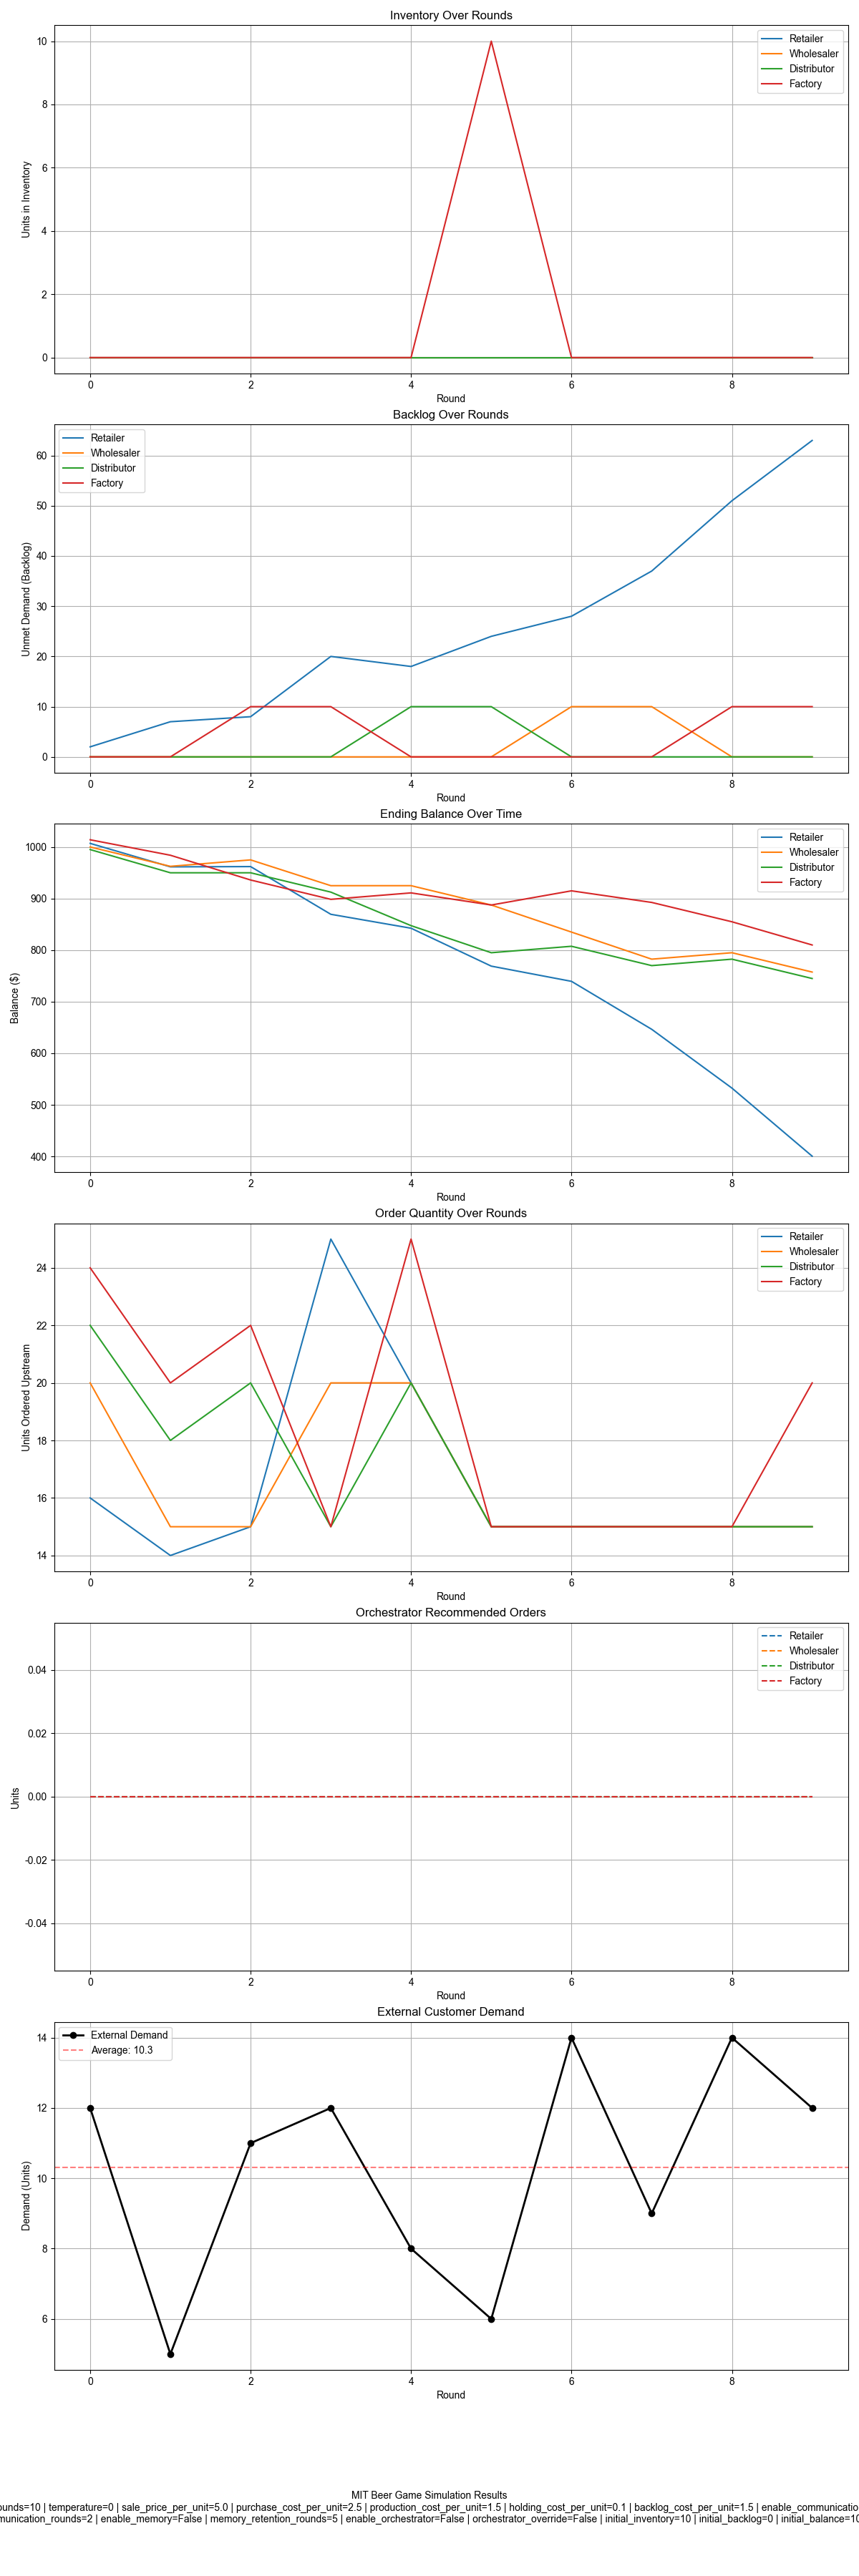 Inventory Over Rounds
Retailer
Wholesaler
Distributor
Factory
10
8
6
4
2
0
Units in Inventory
0 2 4 6 8
Round
Backlog Over Rounds
Retailer
Wholesaler
Distributor
Factory
60
50
40
30
20
10
0
Unmet Demand (Backlog)
0 2 4 6 8
Round
Ending Balance Over Time
Retailer
Wholesaler
Distributor
Factory
1000
900
800
700
600
500
400
Balance ($)
0 2 4 6 8
Round
Order Quantity Over Rounds
Retailer
Wholesaler
Distributor
Factory
24
22
20
18
16
14
Units Ordered Upstream
0 2 4 6 8
Round
Orchestrator Recommended Orders
Retailer
Wholesaler
Distributor
Factory
0.04
0.02
0.00
-0.02
-0.04
Units
0 2 4 6 8
Round
External Customer Demand
External Demand
Average: 10.3
14
12
10
8
6
Demand (Units)
0 2 4 6 8
Round
MIT Beer Game Simulation Results
ounds=10 | temperature=0 | sale_price_per_unit=5.0 | purchase_cost_per_unit=2.5 | production_cost_per_unit=1.5 | holding_cost_per_unit=0.1 | backlog_cost_per_unit=1.5 | enable_communicatio
munication_rounds=2 | enable_memory=False | memory_retention_rounds=5 | enable_orchestrator=False | orchestrator_override=False | initial_inventory=10 | initial_backlog=0 | initial_balance=10